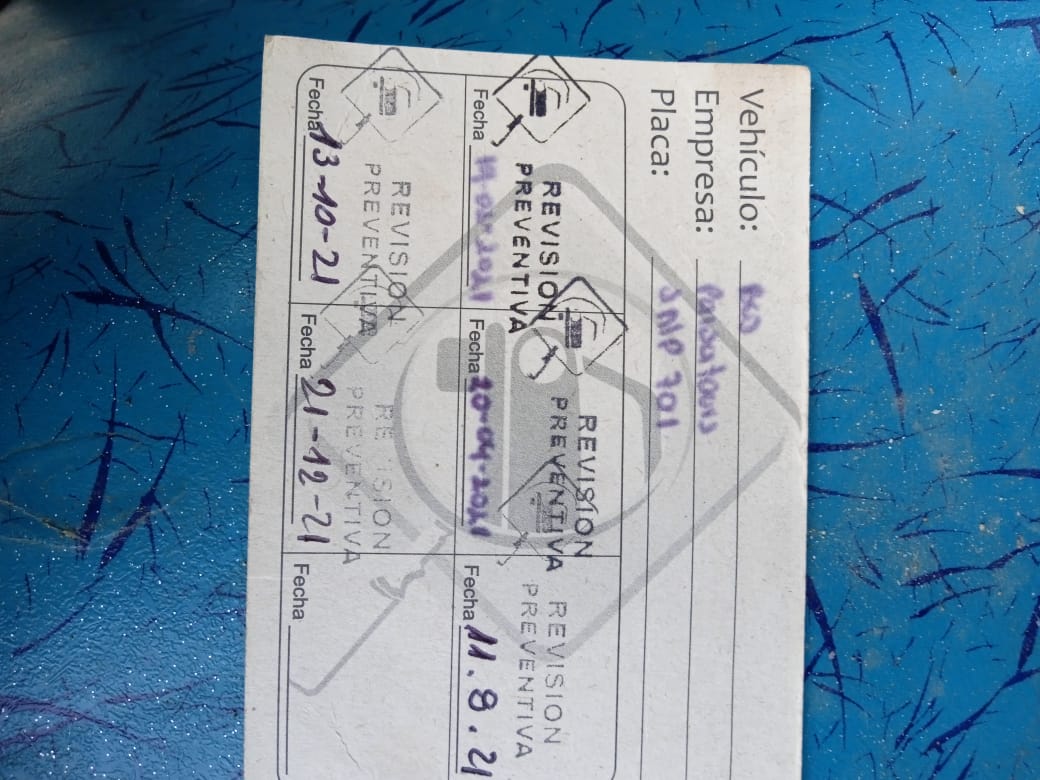 Vehículo:
Empresa:
Placa: 701
REVISION
PREVENTIVA
Fecha
REVISION
PREVENTIVA
Fecha 20-04-2021
REVISION
PREVENTIVA
Fecha 11.8.21
REVISION
PREVENTIVA
Fecha 13-10-21
REVISION
PREVENTIVA
Fecha 21-12-21
Fecha